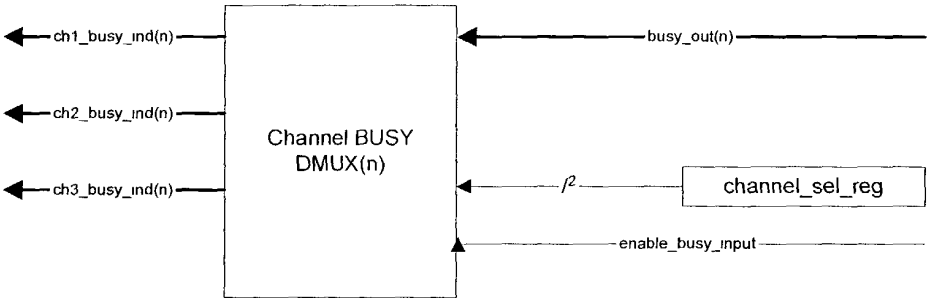 ch1_busy_ind(n)
busy_out(n)
ch2_busy_ind(n)
Channel BUSY
DMUX(n)
ch3_busy_ind(n)
/2
channel_sel_reg
enable_busy_input